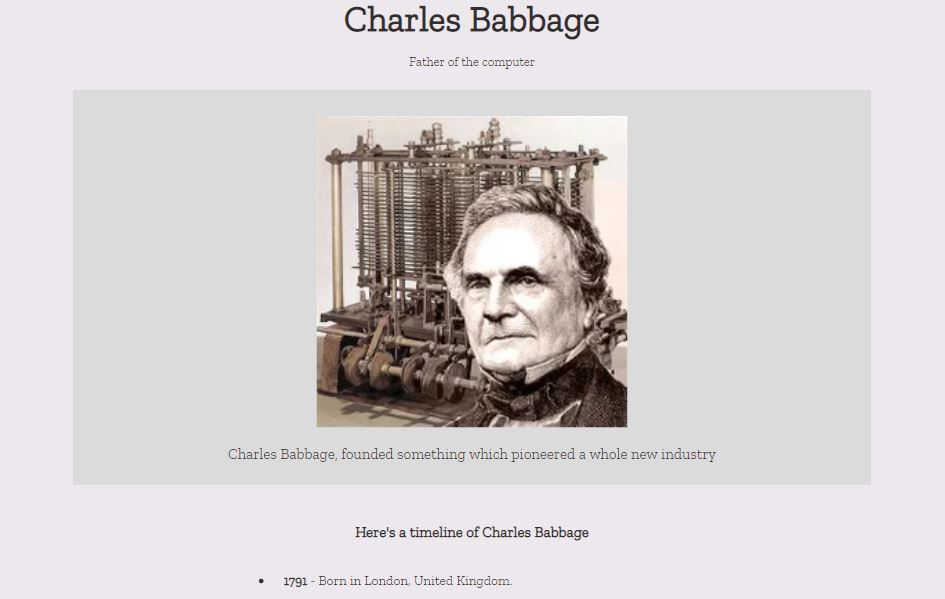 Charles Babbage
Father of the computer
Charles Babbage, founded something which pioneered a whole new industry
Here's a timeline of Charles Babbage
1791 - Born in London, United Kingdom.